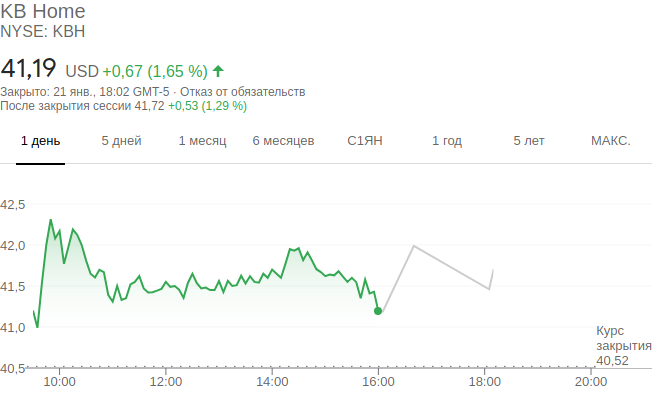 KB Home
NYSE: KBH
41,19 USD +0,67 (1,65 %)
Закрыто: 21 янв., 18:02 GMT-5 · Отказ от обязательств
После закрытия сессии 41,72 +0,53 (1,29 %)
1 день 5 дней 1 месяц 6 месяцев С1ЯН 1 год 5 лет МАКС.
42,5
42,0
41,5
41,0
Курс
закрытия
40,52
40,5
10:00 12:00 14:00 16:00 18:00 20:00